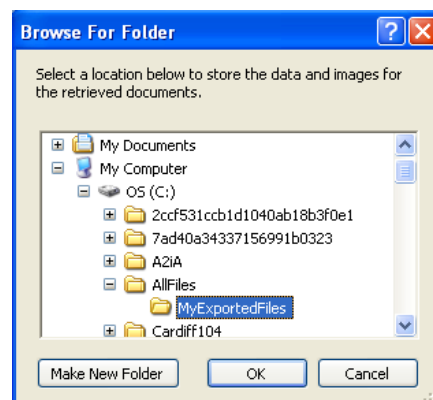 Browse For Folder
Select a location below to store the data and images for
the retrieved documents.
My Documents
My Computer
OS (C:)
2ccf531ccb1d1040ab18b3f0e1
7ad40a34337156991b0323
A2iA
AllFiles
MyExportedFiles
Cardiff104
Make New Folder
OK
Cancel